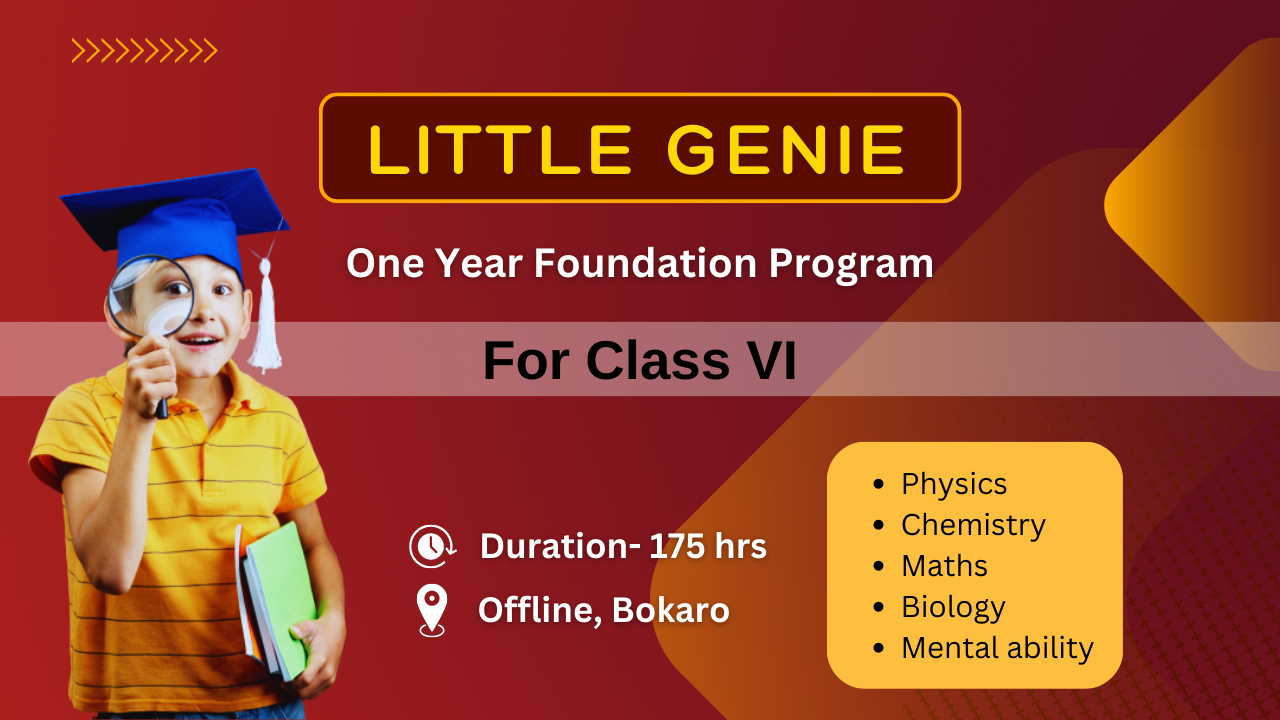 LITTLE GENIE
One Year Foundation Program
For Class VI
Duration- 175 hrs
Offline, Bokaro
• Physics
• Chemistry
• Maths
• Biology
• Mental ability